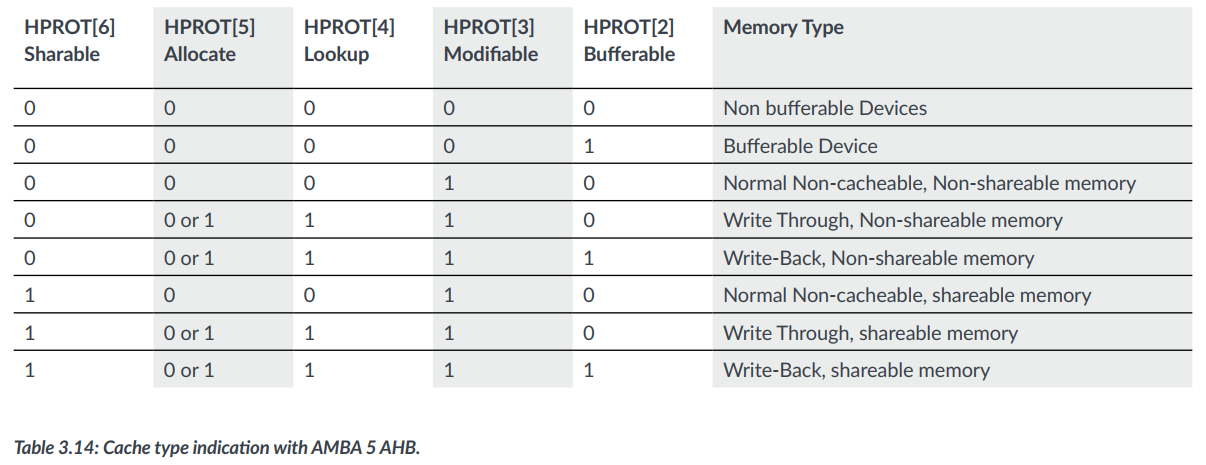 HPROT[6] HPROT[5] HPROT[4] HPROT[3] HPROT[2] Memory Type
Sharable Allocate Lookup Modifiable Bufferable
0 0 0 0 0 Non bufferable Devices
0 0 0 0 1 Bufferable Device
0 0 0 1 0 Normal Non-cacheable, Non-shareable memory
0 0 or 1 1 1 0 Write Through, Non-shareable memory
0 0 or 1 1 1 1 Write-Back, Non-shareable memory
1 0 0 1 0 Normal Non-cacheable, shareable memory
1 0 or 1 1 1 0 Write Through, shareable memory
1 0 or 1 1 1 1 Write-Back, shareable memory
Table 3.14: Cache type indication with AMBA 5 AHB.